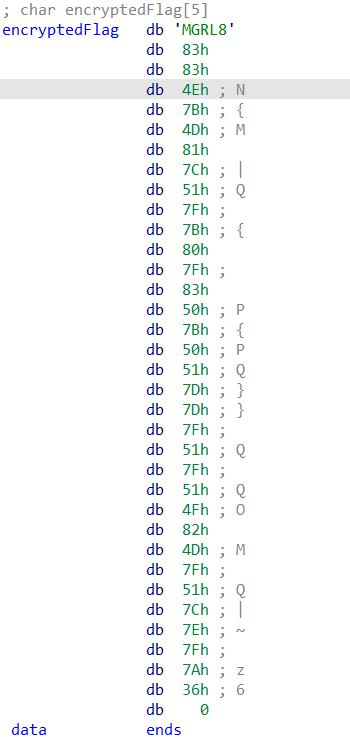 ; char encryptedFlag[5]
encryptedFlag db 'MGRL8'
db 83h
db 83h
db 4Eh ; N
db 7Bh ; {
db 4Dh ; M
db 81h
db 7Ch ; |
db 51h ; Q
db 7Fh ;
db 7Bh ; {
db 80h
db 7Fh ;
db 83h
db 50h ; P
db 7Bh ; {
db 50h ; P
db 51h ; Q
db 7Dh ; }
db 7Dh ; }
db 7Fh ;
db 51h ; Q
db 7Fh ;
db 51h ; Q
db 4Fh ; O
db 82h
db 4Dh ; M
db 7Fh ;
db 51h ; Q
db 7Ch ; |
db 7Eh ; ~
db 7Fh ;
db 7Ah ; z
db 36h ; 6
db 0
data ends